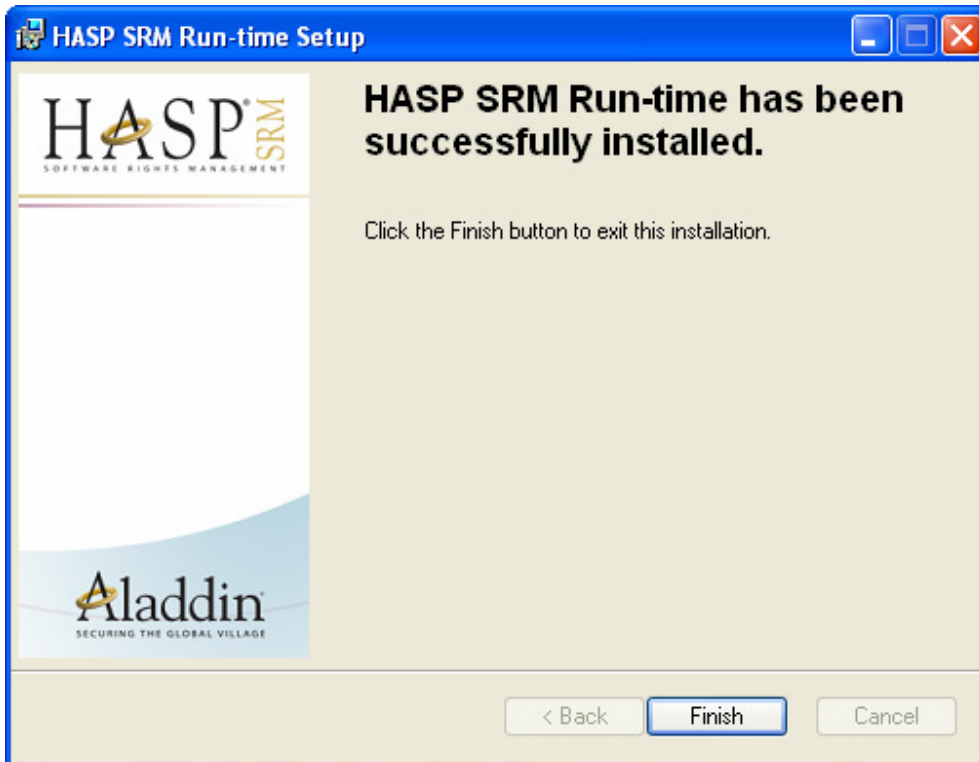 HASP SRM Run-time Setup
HASP SRM
SOFTWARE RIGHTS MANAGEMENT
HASP SRM Run-time has been
successfully installed.
Click the Finish button to exit this installation.
Aladdin
SECURING THE GLOBAL VILLAGE
< Back
Finish
Cancel